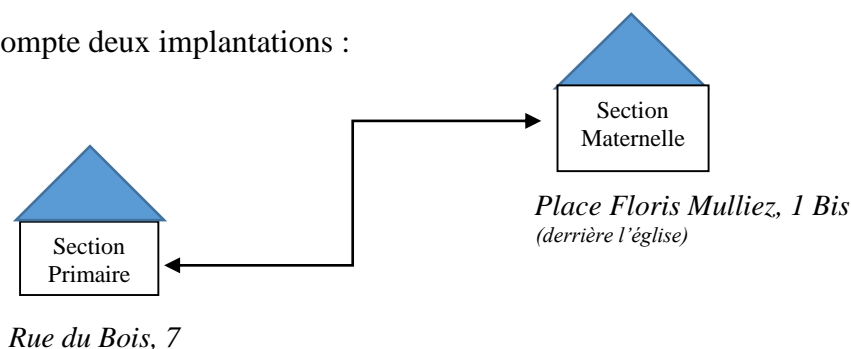 ompte deux implantations :
Section
Maternelle
Place Floris Mulliez, 1 Bis
(derrière l'église)
Section
Primaire
Rue du Bois, 7